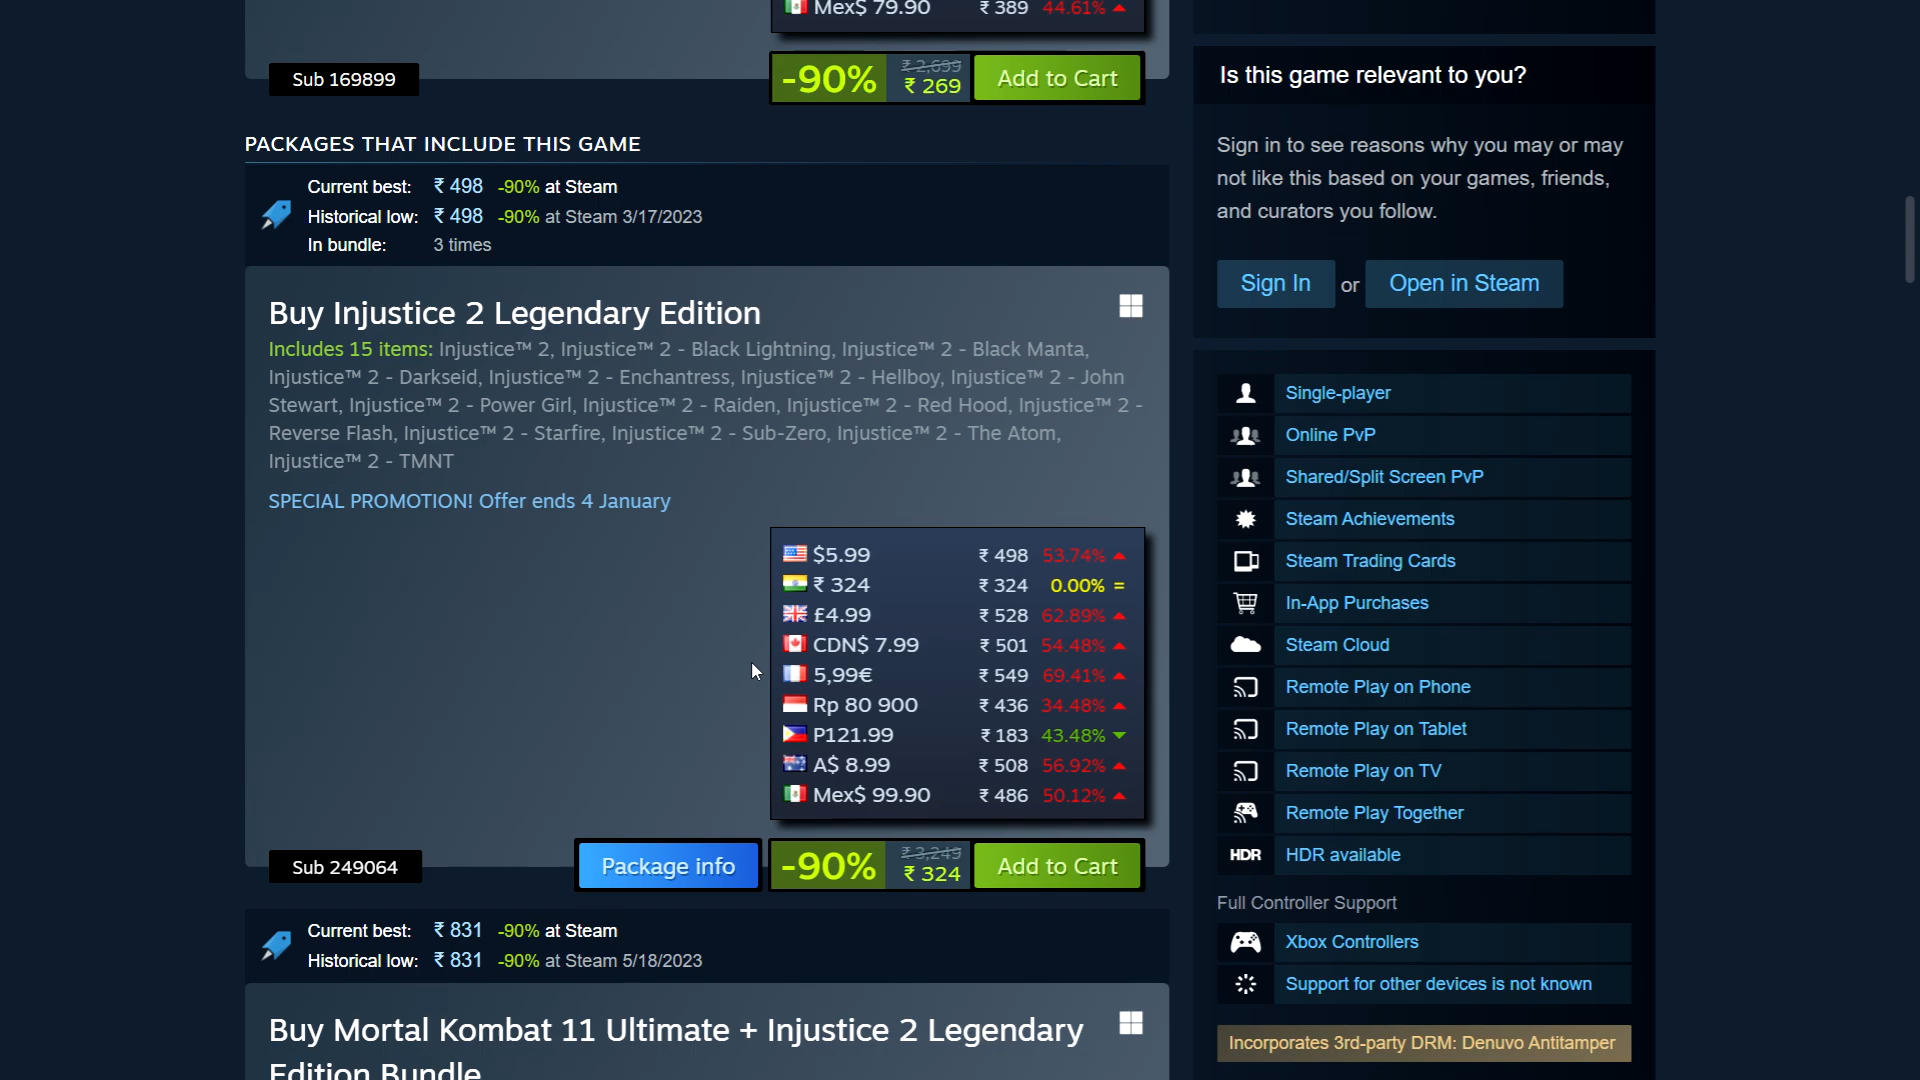 Mex$ 79.90 ₹ 389 44.61%
Sub 169899
-90% ₹ 2,699 ₹ 269 Add to Cart
PACKAGES THAT INCLUDE THIS GAME
Current best: ₹ 498 -90% at Steam
Historical low: ₹ 498 -90% at Steam 3/17/2023
In bundle: 3 times
Buy Injustice 2 Legendary Edition
Includes 15 items: Injustice™ 2, Injustice™ 2 - Black Lightning, Injustice™ 2 - Black Manta,
Injustice™ 2 - Darkseid, Injustice™ 2 - Enchantress, Injustice™ 2 - Hellboy, Injustice™ 2 - John
Stewart, Injustice™ 2 - Power Girl, Injustice™ 2 - Raiden, Injustice™ 2 - Red Hood, Injustice™ 2 -
Reverse Flash, Injustice™ 2 - Starfire, Injustice™ 2 - Sub-Zero, Injustice™ 2 - The Atom,
Injustice™ 2 - TMNT
SPECIAL PROMOTION! Offer ends 4 January
$5.99 ₹ 498 53.74%
₹ 324 ₹ 324 0.00% =
£4.99 ₹ 528 62.89%
CDN$ 7.99 ₹ 501 54.48%
5,99€ ₹ 549 69.41%
Rp 80 900 ₹ 436 34.48%
P121.99 ₹ 183 43.48%
A$ 8.99 ₹ 508 56.92%
Mex$ 99.90 ₹ 486 50.12%
Sub 249064
Package info
-90% ₹ 3,249 ₹ 324 Add to Cart
Current best: ₹ 831 -90% at Steam
Historical low: ₹ 831 -90% at Steam 5/18/2023
Buy Mortal Kombat 11 Ultimate + Injustice 2 Legendary
Edition Bundle
Is this game relevant to you?
Sign in to see reasons why you may or may
not like this based on your games, friends,
and curators you follow.
Sign In or Open in Steam
Single-player
Online PvP
Shared/Split Screen PvP
Steam Achievements
Steam Trading Cards
In-App Purchases
Steam Cloud
Remote Play on Phone
Remote Play on Tablet
Remote Play on TV
Remote Play Together
HDR HDR available
Full Controller Support
Xbox Controllers
Support for other devices is not known
Incorporates 3rd-party DRM: Denuvo Antitamper